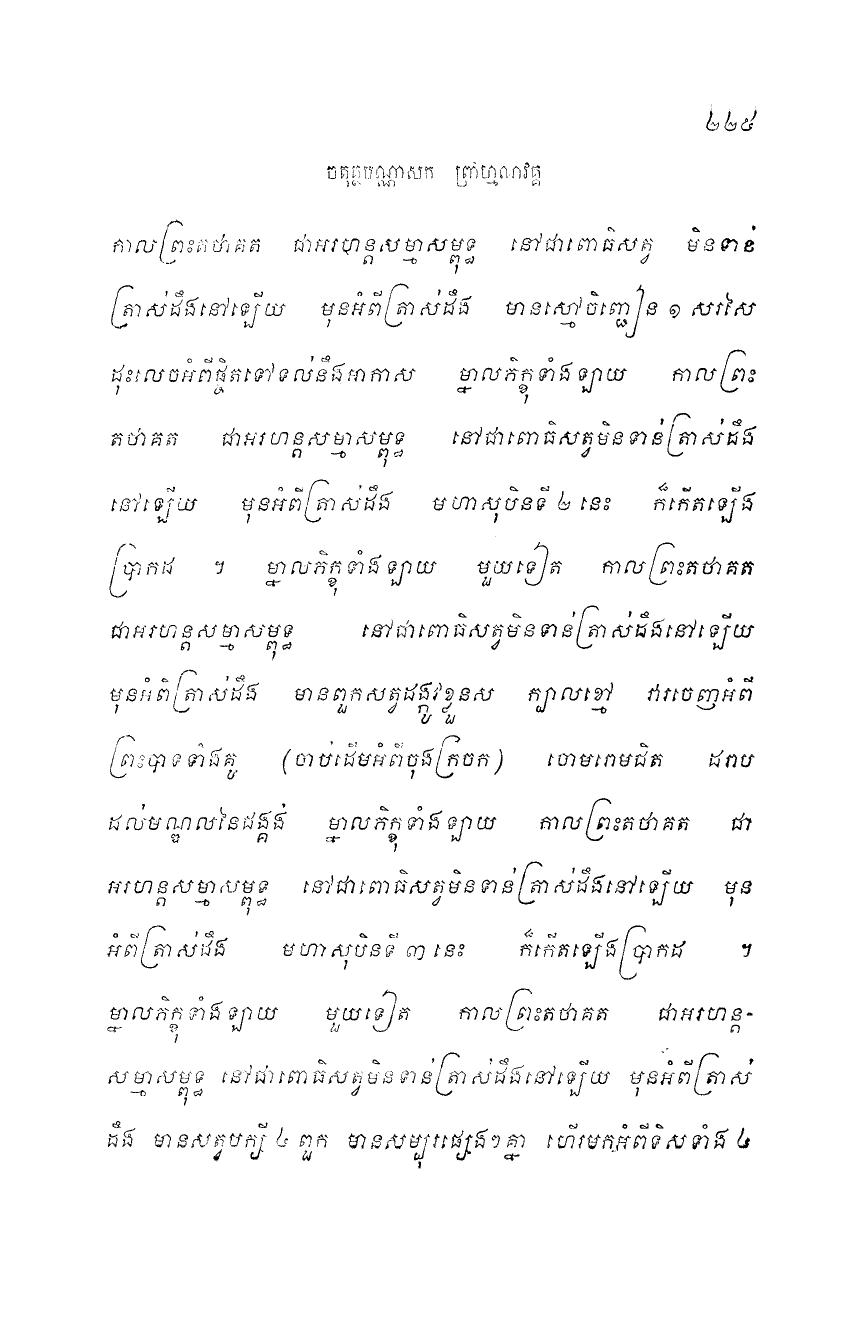 ២២៥
ចតុត្ថបណ្ណាសក ព្រាហ្មណវគ្គ
កាលព្រះតថាគត ជាអរហន្តសម្មាសម្ពុទ្ធ នៅជាពោធិសត្វ មិនទាន់
ត្រាស់ដឹងនៅឡើយ មុនអំពីត្រាស់ដឹង មានស្មៅចិញ្ជៀន ១ សរសៃ
ដុះលេចអំពីផ្ចិតទៅទល់នឹងអាកាស ម្នាលភិក្ខុទាំងឡាយ កាលព្រះ
តថាគត ជាអរហន្តសម្មាសម្ពុទ្ធ នៅជាពោធិសត្វមិនទាន់ត្រាស់ដឹង
នៅឡើយ មុនអំពីត្រាស់ដឹង មហាសុបិនទី ២ នេះ ក៏កើតឡើង
ប្រាកដ ។ ម្នាលភិក្ខុទាំងឡាយ មួយទៀត កាលព្រះតថាគត
ជាអរហន្តសម្មាសម្ពុទ្ធ នៅជាពោធិសត្វមិនទាន់ត្រាស់ដឹងនៅឡើយ
មុនអំពីត្រាស់ដឹង មានពួកសត្វដង្កូវខ្លួនស ក្បាលខ្មៅ វារចេញអំពី
ព្រះបាទទាំងគូ (ចាប់ដើមអំពីចុងក្រចក) ចោមរោមជិត ដរាប
ដល់មណ្ឌលនៃជង្គង់ ម្នាលភិក្ខុទាំងឡាយ កាលព្រះតថាគត ជា
អរហន្តសម្មាសម្ពុទ្ធ នៅជាពោធិសត្វមិនទាន់ត្រាស់ដឹងនៅឡើយ មុន
អំពីត្រាស់ដឹង មហាសុបិនទី ៣ នេះ ក៏កើតឡើងប្រាកដ ។
ម្នាលភិក្ខុទាំងឡាយ មួយទៀត កាលព្រះតថាគត ជាអរហន្ត-
សម្មាសម្ពុទ្ធ នៅជាពោធិសត្វមិនទាន់ត្រាស់ដឹងនៅឡើយ មុនអំពីត្រាស់
ដឹង មានសត្វបក្សី ៤ ពួក មានសម្បុរផ្សេងៗគ្នា ហើរមកអំពីទិសទាំង ៤